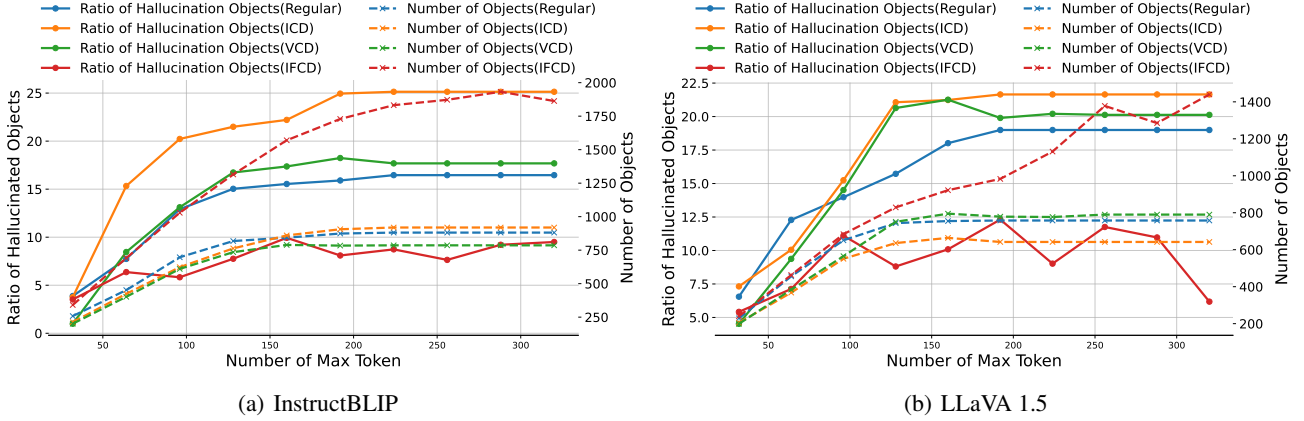 Ratio of Hallucination Objects(Regular)
Ratio of Hallucination Objects(ICD)
Ratio of Hallucination Objects(VCD)
Ratio of Hallucination Objects(IFCD)
Number of Objects(Regular)
Number of Objects(ICD)
Number of Objects(VCD)
Number of Objects(IFCD)
Ratio of Hallucinated Objects
25
20
15
10
5
0
2000
1750
1500
1250
1000
750
500
250
Number of Objects
50 100 150 200 250 300
Number of Max Token
(a) InstructBLIP
Ratio of Hallucination Objects(Regular)
Ratio of Hallucination Objects(ICD)
Ratio of Hallucination Objects(VCD)
Ratio of Hallucination Objects(IFCD)
Number of Objects(Regular)
Number of Objects(ICD)
Number of Objects(VCD)
Number of Objects(IFCD)
Ratio of Hallucinated Objects
22.5
20.0
17.5
15.0
12.5
10.0
7.5
5.0
1400
1200
1000
800
600
400
200
Number of Objects
50 100 150 200 250 300
Number of Max Token
(b) LLaVA 1.5